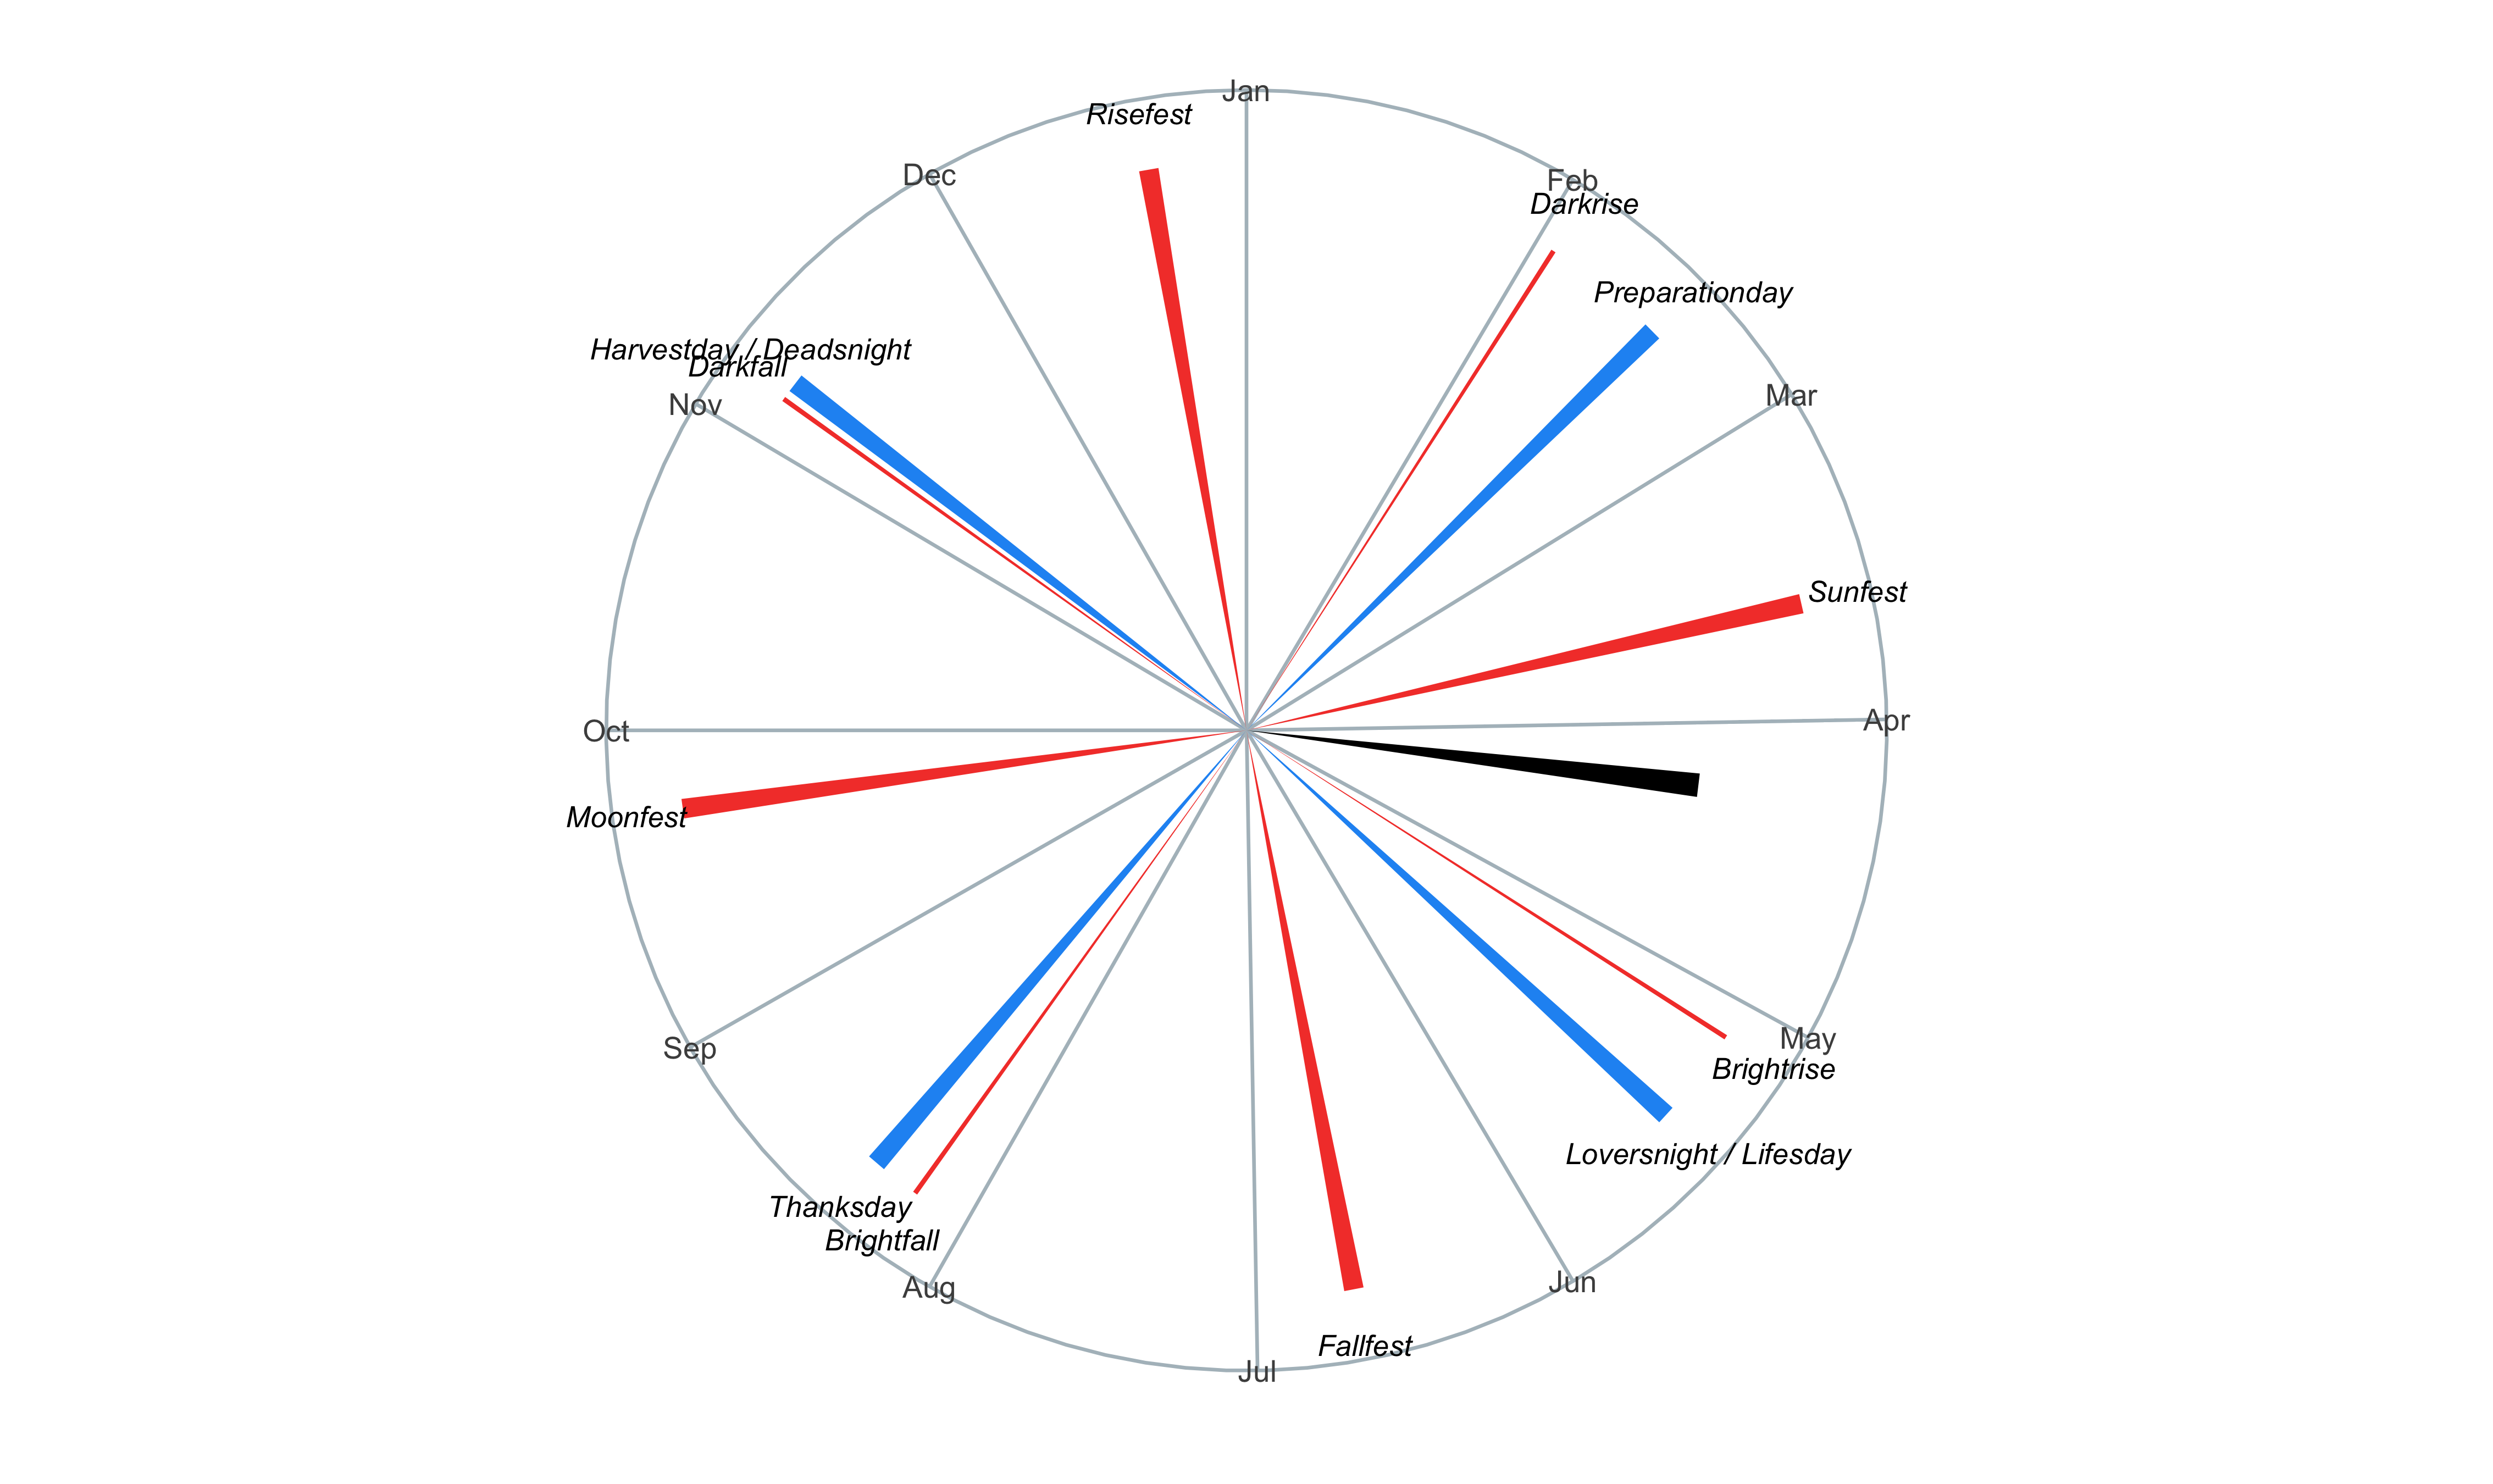 Jan
Risefest
Dec
Feb
Darkrise
Preparationday
Harvestday / Deadsnight
Darkfall
Nov
Mar
Sunfest
Oct
Apr
Moonfest
Sep
May
Brightrise
Loversnight / Lifesday
Thanksday
Brightfall
Aug
Jun
Fallfest
Jul